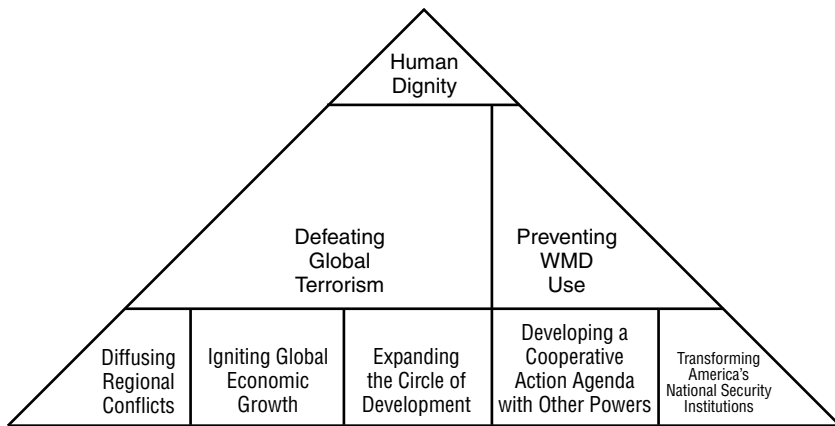 Human
Dignity
Defeating
Global
Terrorism
Preventing
WMD
Use
Diffusing
Regional
Conflicts
Igniting Global
Economic
Growth
Expanding
the Circle of
Development
Developing a
Cooperative
Action Agenda
with Other Powers
Transforming
America's
National Security
Institutions